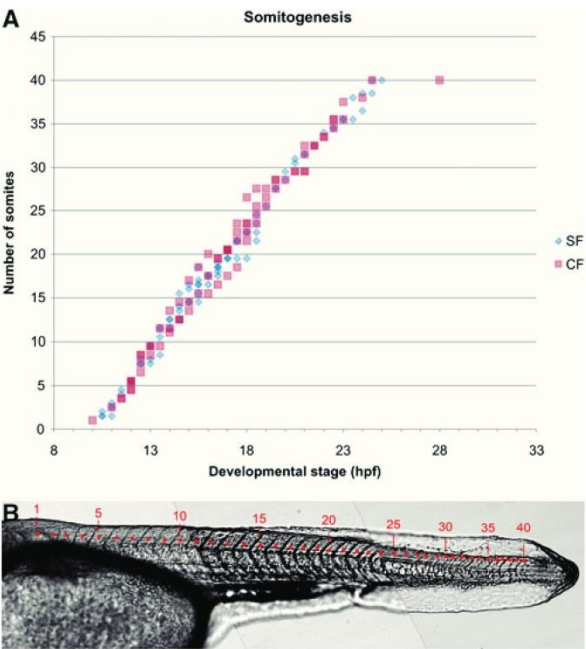 A
Somitogenesis
45
40
35
30
25
20
15
10
5
0
Number of somites
8 13 18 23 28 33
Developmental stage (hpf)
SF
CF
B
1 5 10 15 20 25 30 35 40